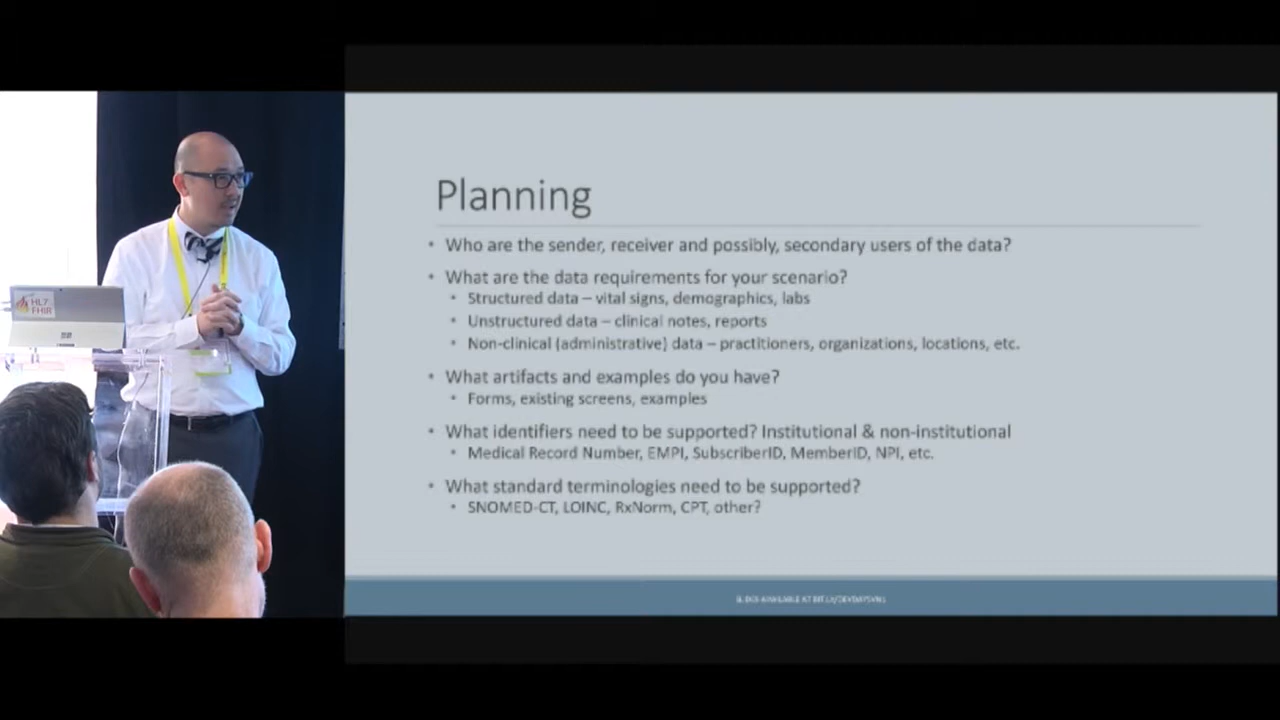 HL7
FHIR
Planning
• Who are the sender, receiver and possibly, secondary users of the data?
• What are the data requirements for your scenario?
• Structured data – vital signs, demographics, labs
• Unstructured data – clinical notes, reports
• Non-clinical (administrative) data – practitioners, organizations, locations, etc.
• What artifacts and examples do you have?
• Forms, existing screens, examples
• What identifiers need to be supported? Institutional & non-institutional
• Medical Record Number, EMPI, SubscriberID, MemberID, NPI, etc.
• What standard terminologies need to be supported?
• SNOMED-CT, LOINC, RxNorm, CPT, other?
SLIDES AVAILABLE AT